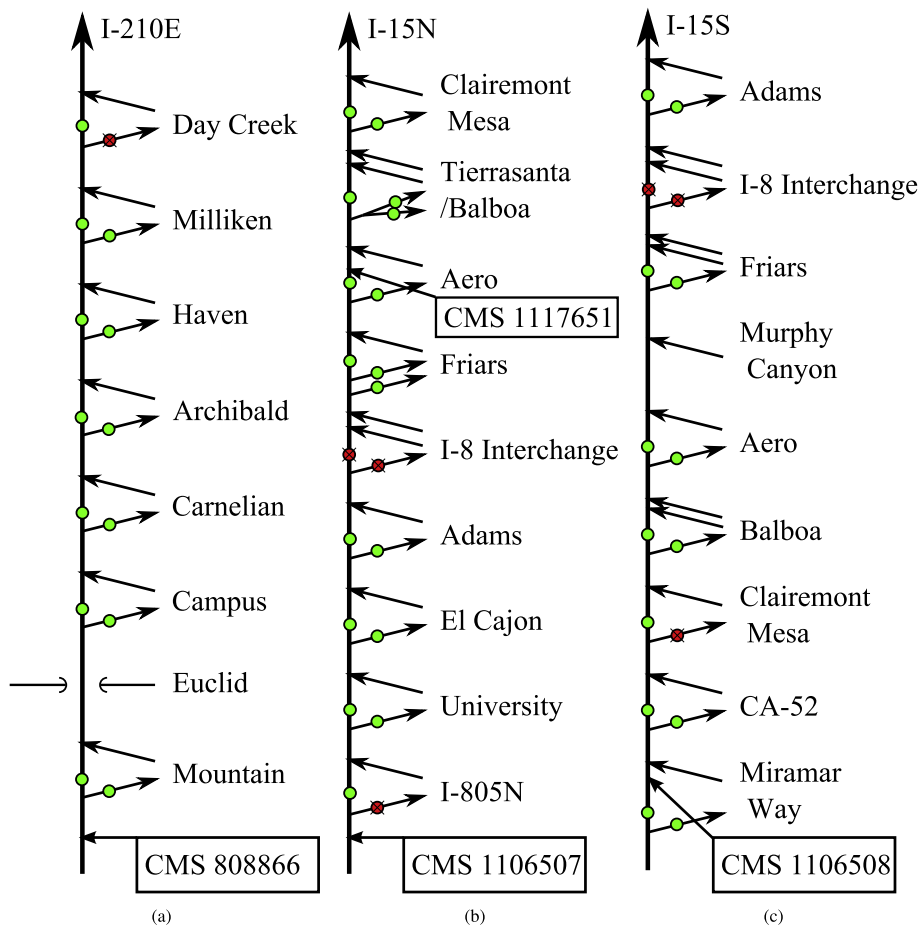 I-210E
Day Creek
Milliken
Haven
Archibald
Carnelian
Campus
Euclid
Mountain
CMS 808866
(a)
I-15N
Clairemont
Mesa
Tierrasanta
/Balboa
Aero
CMS 1117651
Friars
I-8 Interchange
Adams
El Cajon
University
I-805N
CMS 1106507
(b)
I-15S
Adams
I-8 Interchange
Friars
Murphy
Canyon
Aero
Balboa
Clairemont
Mesa
CA-52
Miramar
Way
CMS 1106508
(c)